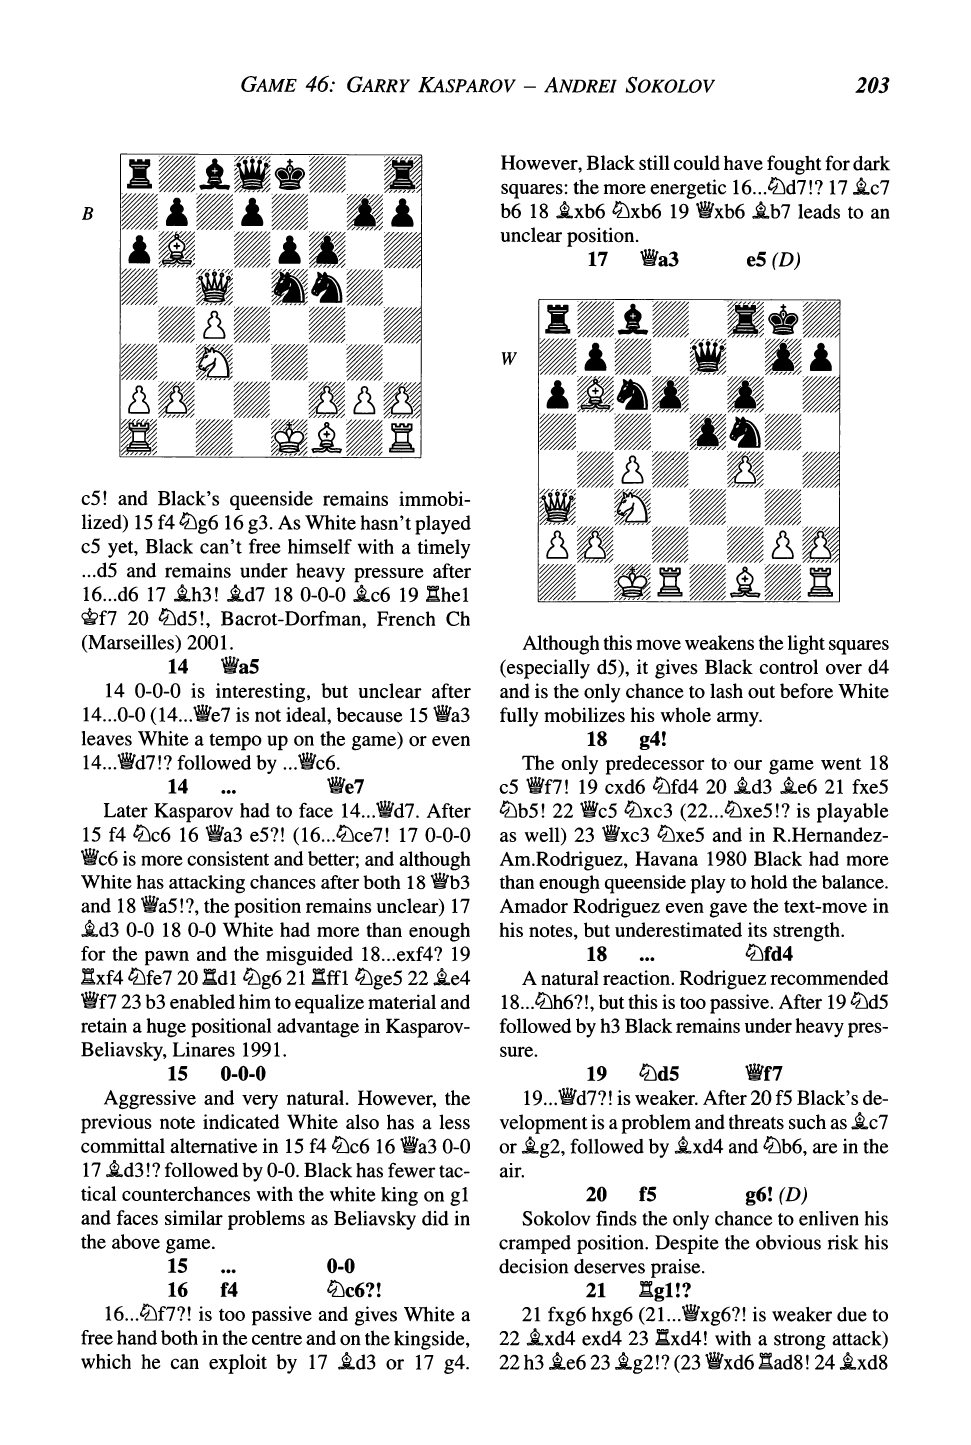 GAME 46: GARRY KASPAROV – ANDREI SOKOLOV 203
B
c5! and Black's queenside remains immobi-
lized) 15 f4 ♘g6 16 g3. As White hasn't played
c5 yet, Black can't free himself with a timely
...d5 and remains under heavy pressure after
16...d6 17 ♗h3! ♗d7 18 0-0-0 ♗c6 19 ♖he1
♔f7 20 ♘d5!, Bacrot-Dorfman, French Ch
(Marseilles) 2001.
14 ♕a5
14 0-0-0 is interesting, but unclear after
14...0-0 (14...♕e7 is not ideal, because 15 ♕a3
leaves White a tempo up on the game) or even
14...♕d7!? followed by ...♕c6.
14 ... ♕e7
Later Kasparov had to face 14...♕d7. After
15 f4 ♘c6 16 ♕a3 e5?! (16...♘ce7! 17 0-0-0
♕c6 is more consistent and better; and although
White has attacking chances after both 18 ♕b3
and 18 ♕a5!?, the position remains unclear) 17
♗d3 0-0 18 0-0 White had more than enough
for the pawn and the misguided 18...exf4? 19
♖xf4 ♘fe7 20 ♖d1 ♘g6 21 ♖ff1 ♘ge5 22 ♗e4
♕f7 23 b3 enabled him to equalize material and
retain a huge positional advantage in Kasparov-
Beliavsky, Linares 1991.
15 0-0-0
Aggressive and very natural. However, the
previous note indicated White also has a less
committal alternative in 15 f4 ♘c6 16 ♕a3 0-0
17 ♗d3!? followed by 0-0. Black has fewer tac-
tical counterchances with the white king on g1
and faces similar problems as Beliavsky did in
the above game.
15 ... 0-0
16 f4 ♘c6?!
16...♘f7?! is too passive and gives White a
free hand both in the centre and on the kingside,
which he can exploit by 17 ♗d3 or 17 g4.
However, Black still could have fought for dark
squares: the more energetic 16...♘d7!? 17 ♗c7
b6 18 ♗xb6 ♘xb6 19 ♕xb6 ♗b7 leads to an
unclear position.
17 ♕a3 e5 (D)
W
Although this move weakens the light squares
(especially d5), it gives Black control over d4
and is the only chance to lash out before White
fully mobilizes his whole army.
18 g4!
The only predecessor to our game went 18
c5 ♕f7! 19 cxd6 ♘fd4 20 ♗d3 ♗e6 21 fxe5
♘b5! 22 ♕c5 ♘xc3 (22...♘xe5!? is playable
as well) 23 ♕xc3 ♘xe5 and in R.Hernandez-
Am.Rodriguez, Havana 1980 Black had more
than enough queenside play to hold the balance.
Amador Rodriguez even gave the text-move in
his notes, but underestimated its strength.
18 ... ♘fd4
A natural reaction. Rodriguez recommended
18...♘h6?!, but this is too passive. After 19 ♘d5
followed by h3 Black remains under heavy pres-
sure.
19 ♘d5 ♕f7
19...♕d7?! is weaker. After 20 f5 Black's de-
velopment is a problem and threats such as ♗c7
or ♗g2, followed by ♗xd4 and ♘b6, are in the
air.
20 f5 g6! (D)
Sokolov finds the only chance to enliven his
cramped position. Despite the obvious risk his
decision deserves praise.
21 ♖g1!?
21 fxg6 hxg6 (21...♕xg6?! is weaker due to
22 ♗xd4 exd4 23 ♖xd4! with a strong attack)
22 h3 ♗e6 23 ♗g2!? (23 ♕xd6 ♖ad8! 24 ♗xd8